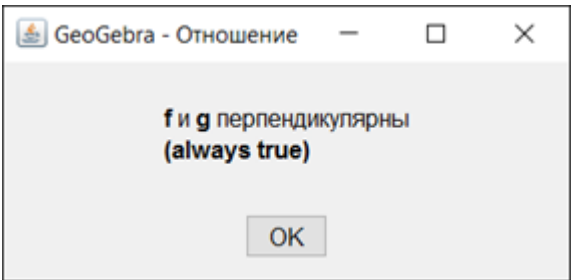 GeoGebra - Отношение
f и g перпендикулярны
(always true)
OK